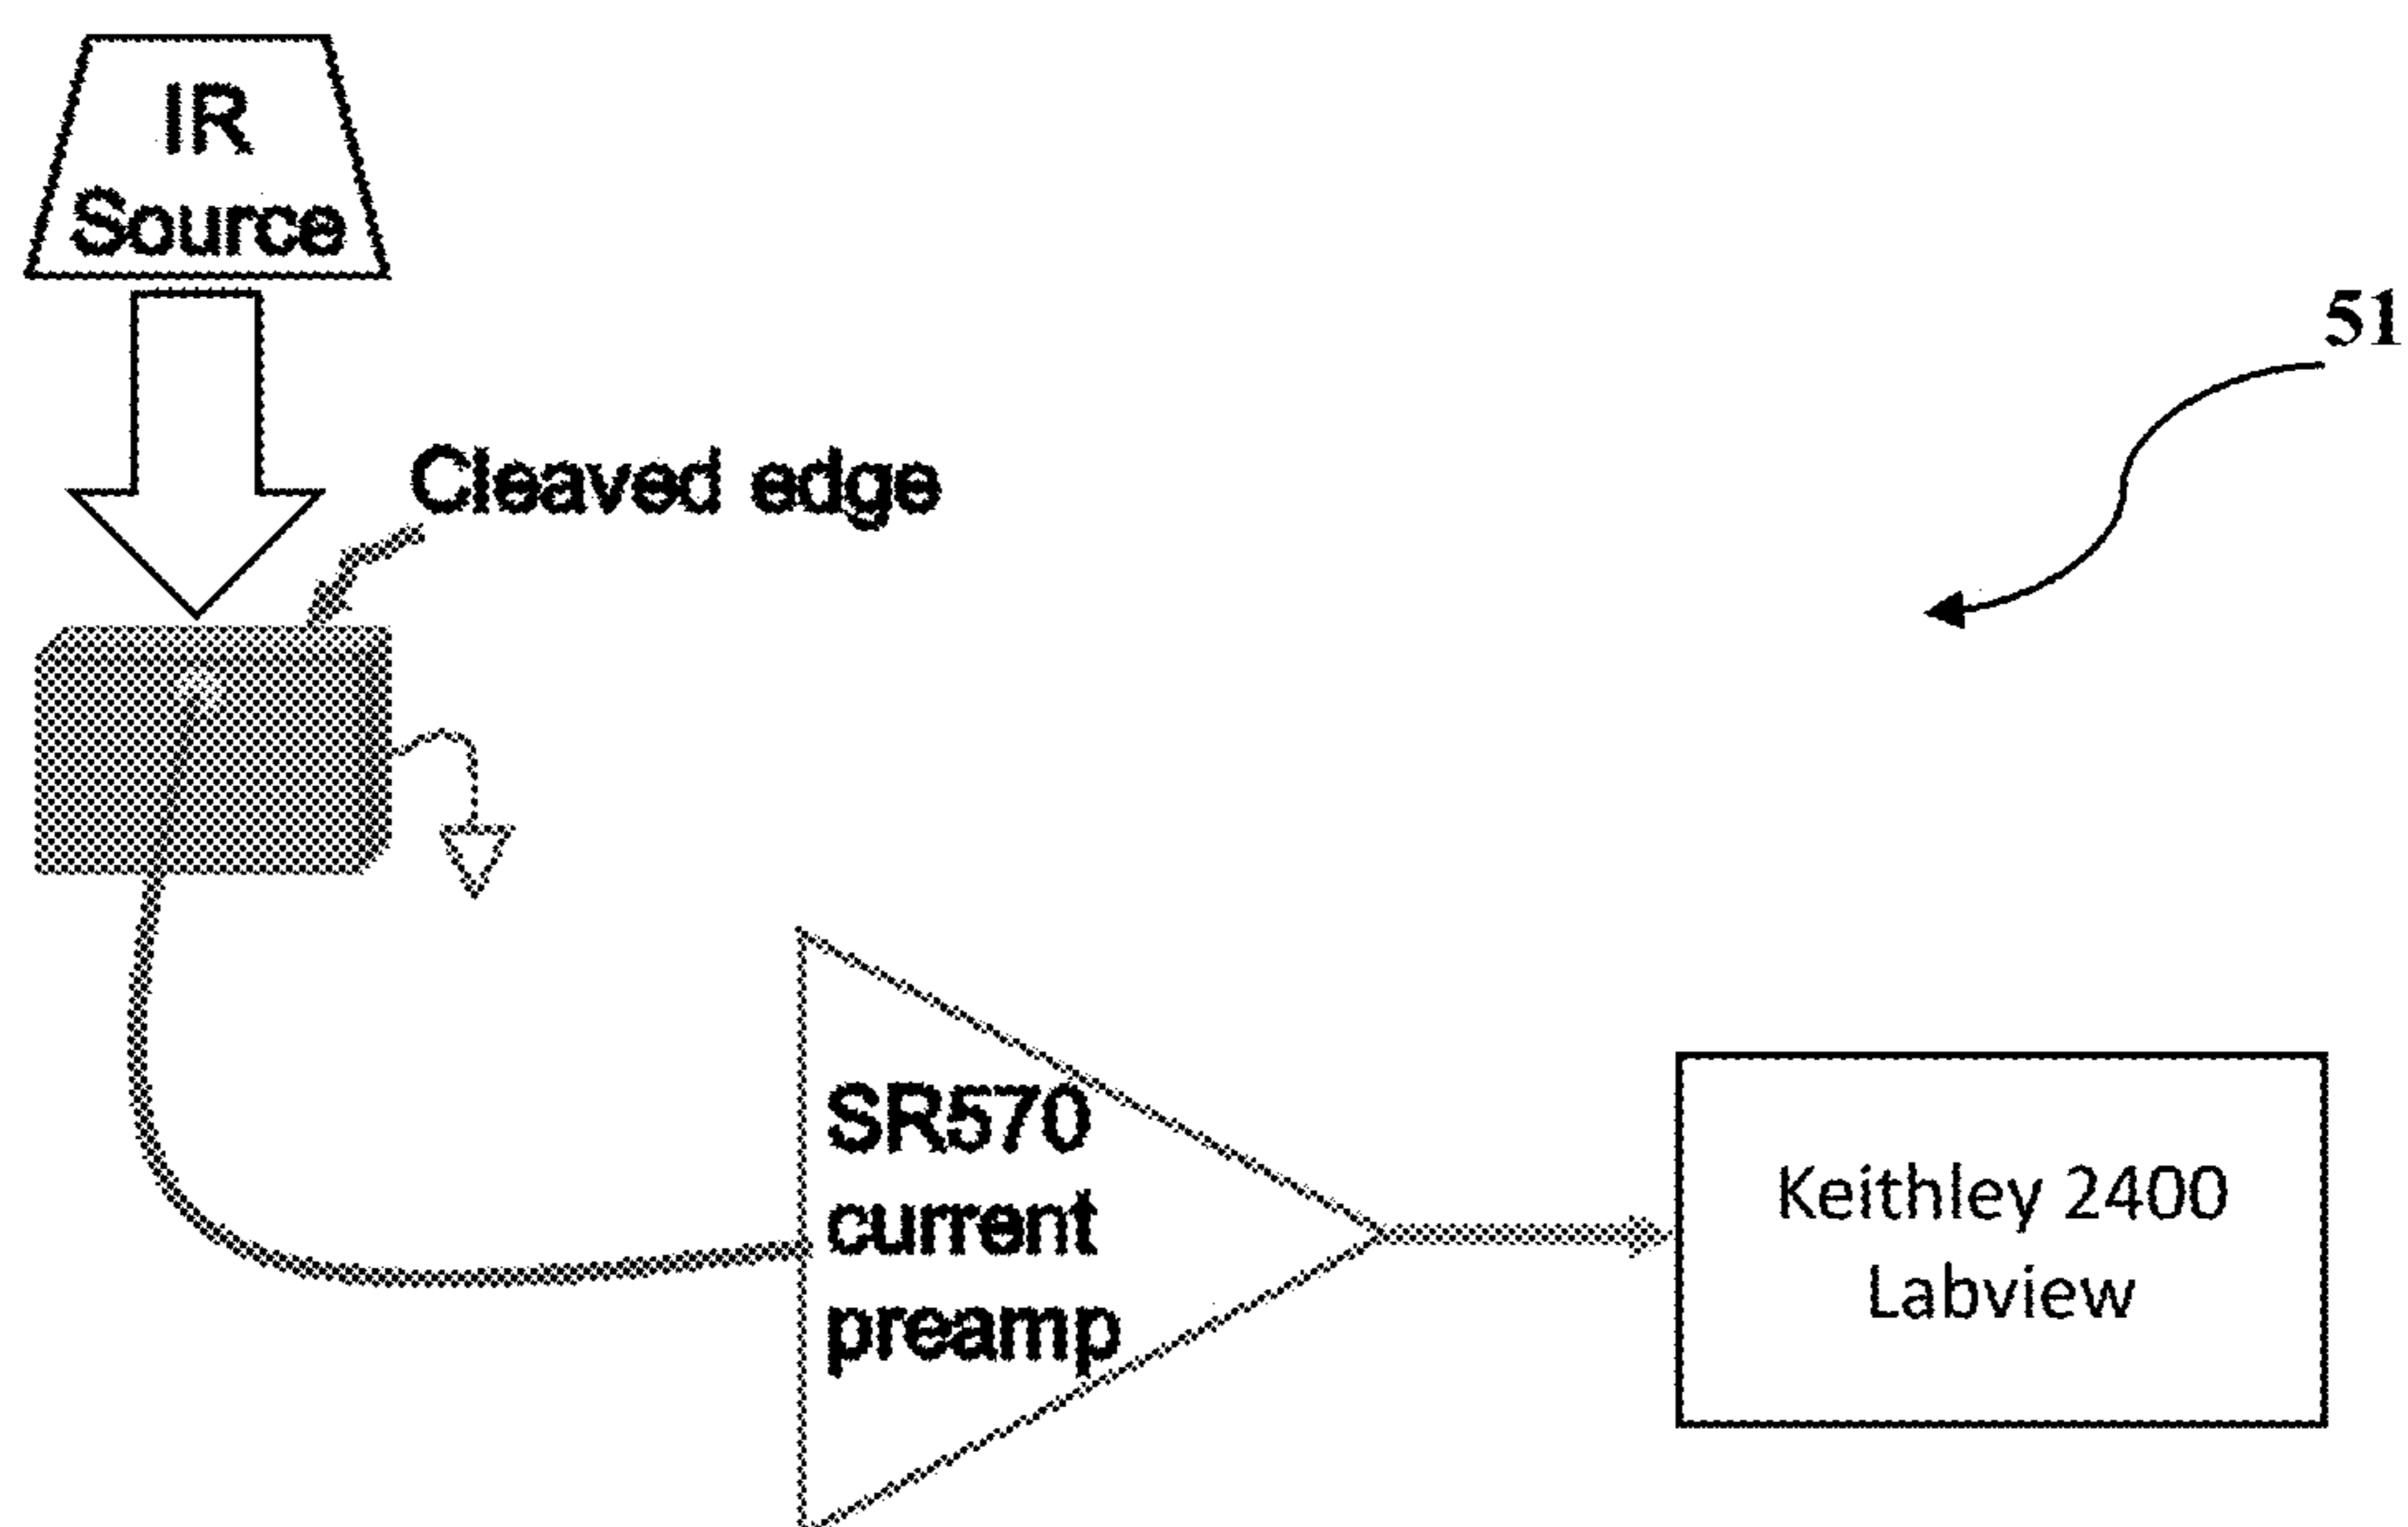 IR
Source
51
Cleaved edge
SR570
current
preamp
Keithley 2400
Labview